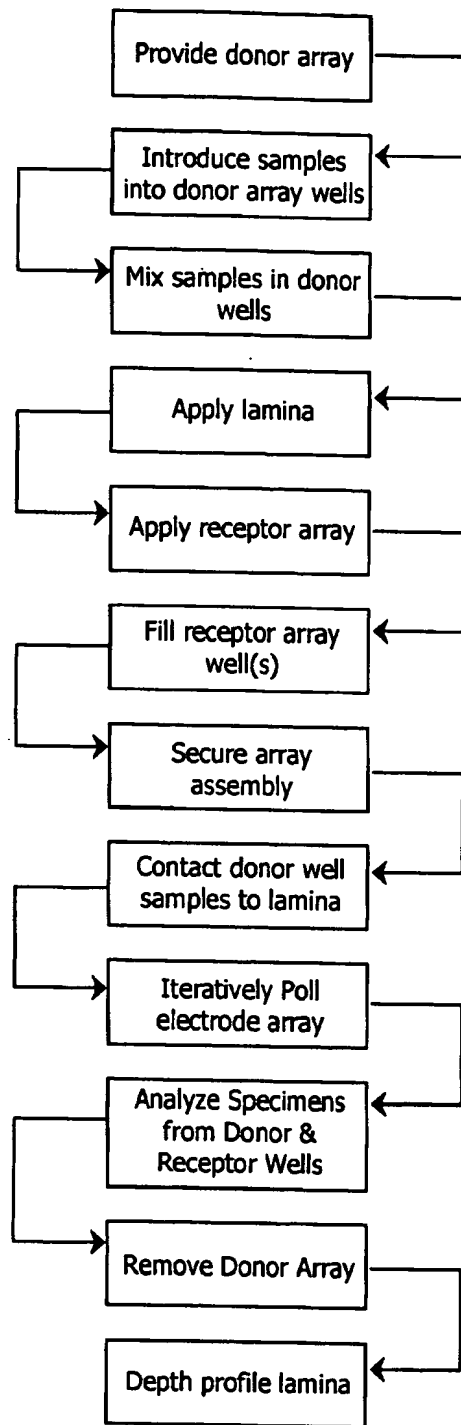 Provide donor array
Introduce samples
into donor array wells
Mix samples in donor
wells
Apply lamina
Apply receptor array
Fill receptor array
well(s)
Secure array
assembly
Contact donor well
samples to lamina
Iteratively Poll
electrode array
Analyze Specimens
from Donor &
Receptor Wells
Remove Donor Array
Depth profile lamina